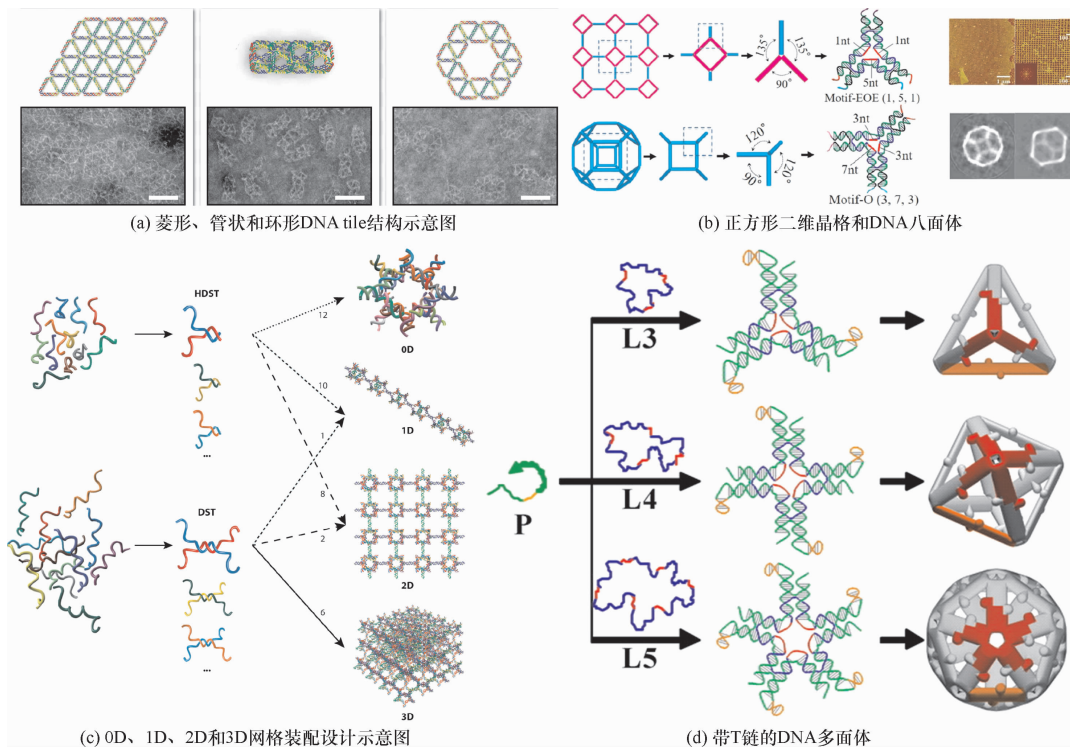 135°
135°
90°
1nt
1nt
5nt
Motif-EOE (1, 5, 1)
120°
120°
90°
3nt
3nt
7nt
Motif-O (3, 7, 3)
(a) 菱形、管状和环形DNA tile结构示意图
(b) 正方形二维晶格和DNA八面体
HDST
...
DST
...
12
10
1
8
2
6
0D
1D
2D
3D
P
L3
L4
L5
(c) 0D、1D、2D和3D网格装配设计示意图
(d) 带T链的DNA多面体